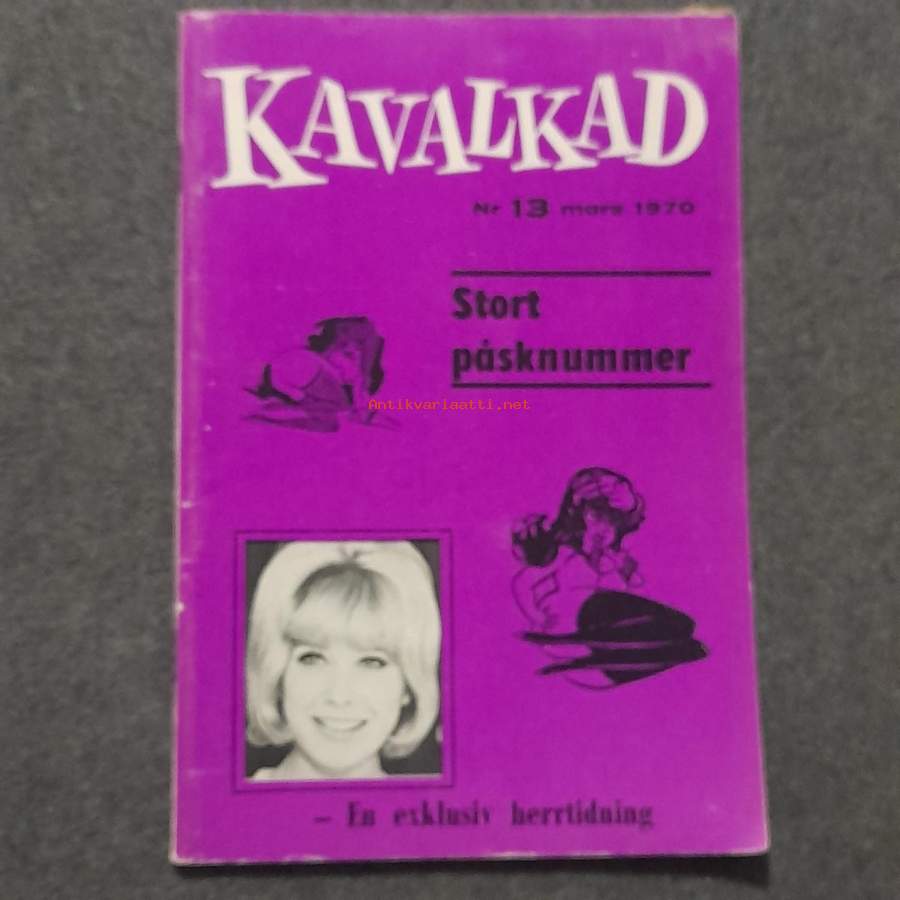 KAVALKAD
Nr 13 mars 1970
Stort
påsknummer
Antikvariaatti.net
– En exklusiv herrtidning